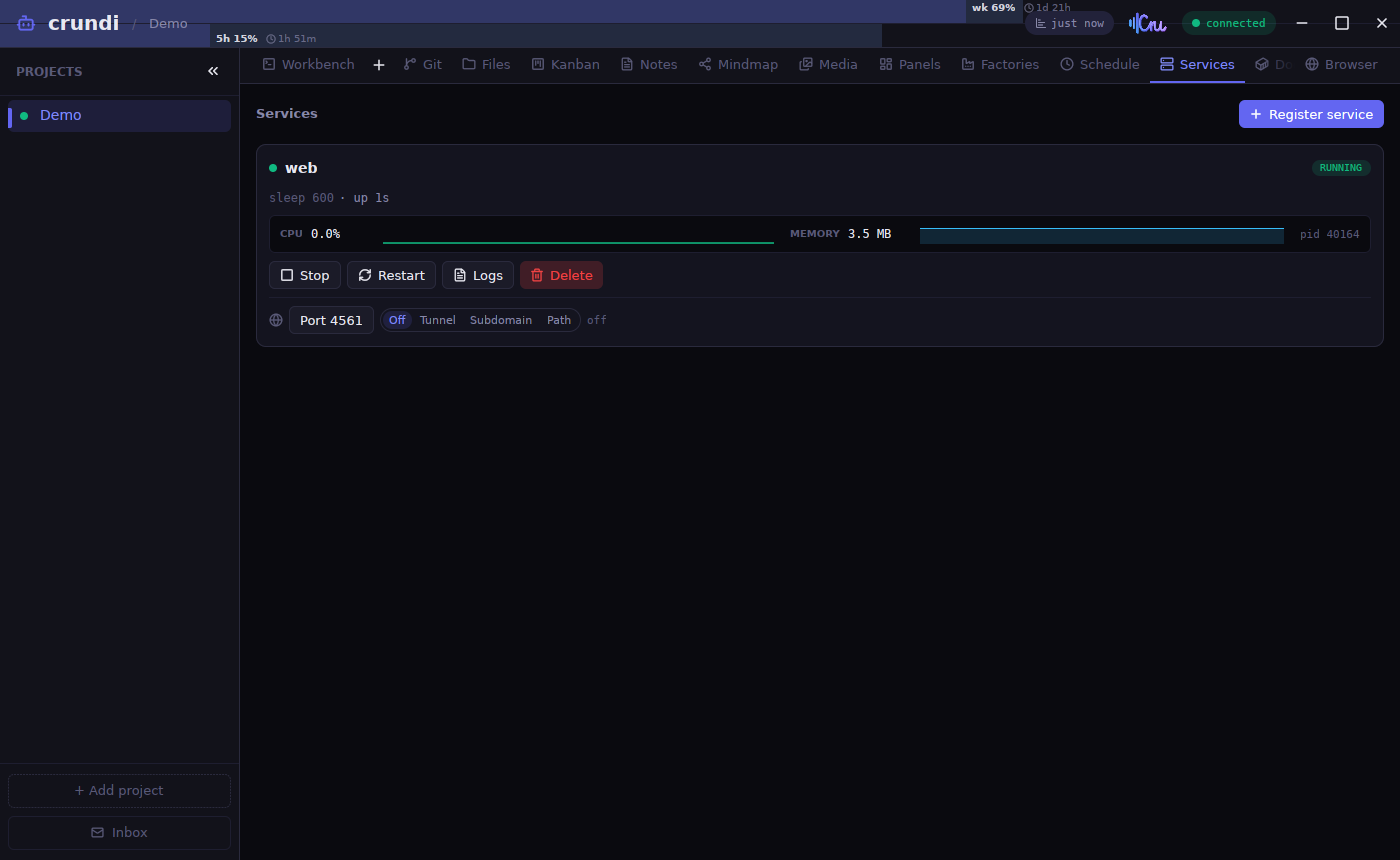 crundi / Demo
wk 69% 1d 21h
5h 15% 1h 51m
just now
Cru
connected
PROJECTS
Demo
+ Add project
Inbox
Workbench + Git Files Kanban Notes Mindmap Media Panels Factories Schedule Services Do Browser
Services
+ Register service
web
RUNNING
sleep 600 · up 1s
CPU 0.0% MEMORY 3.5 MB pid 40164
Stop Restart Logs Delete
Port 4561 Off Tunnel Subdomain Path off